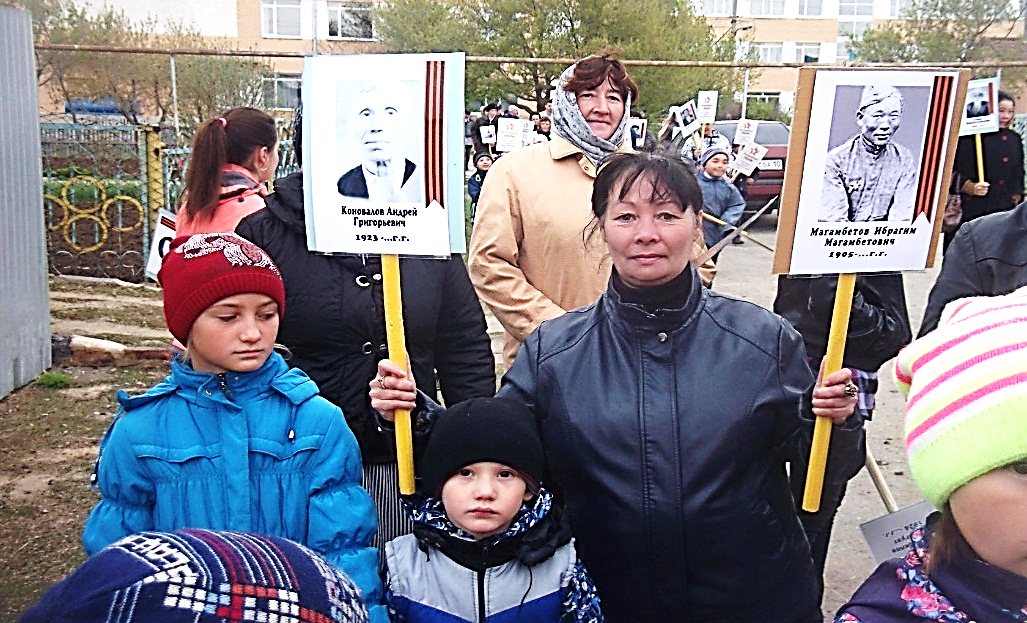 Коновалов Андрей
Григорьевич
1923 -...г.г.
Магамбетов Ибрагим
Магамбетович
1905-...г.г.